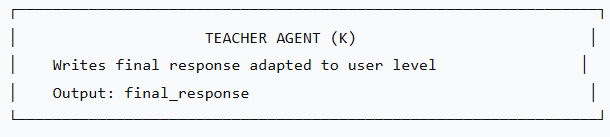 TEACHER AGENT (K)
Writes final response adapted to user level
Output: final_response